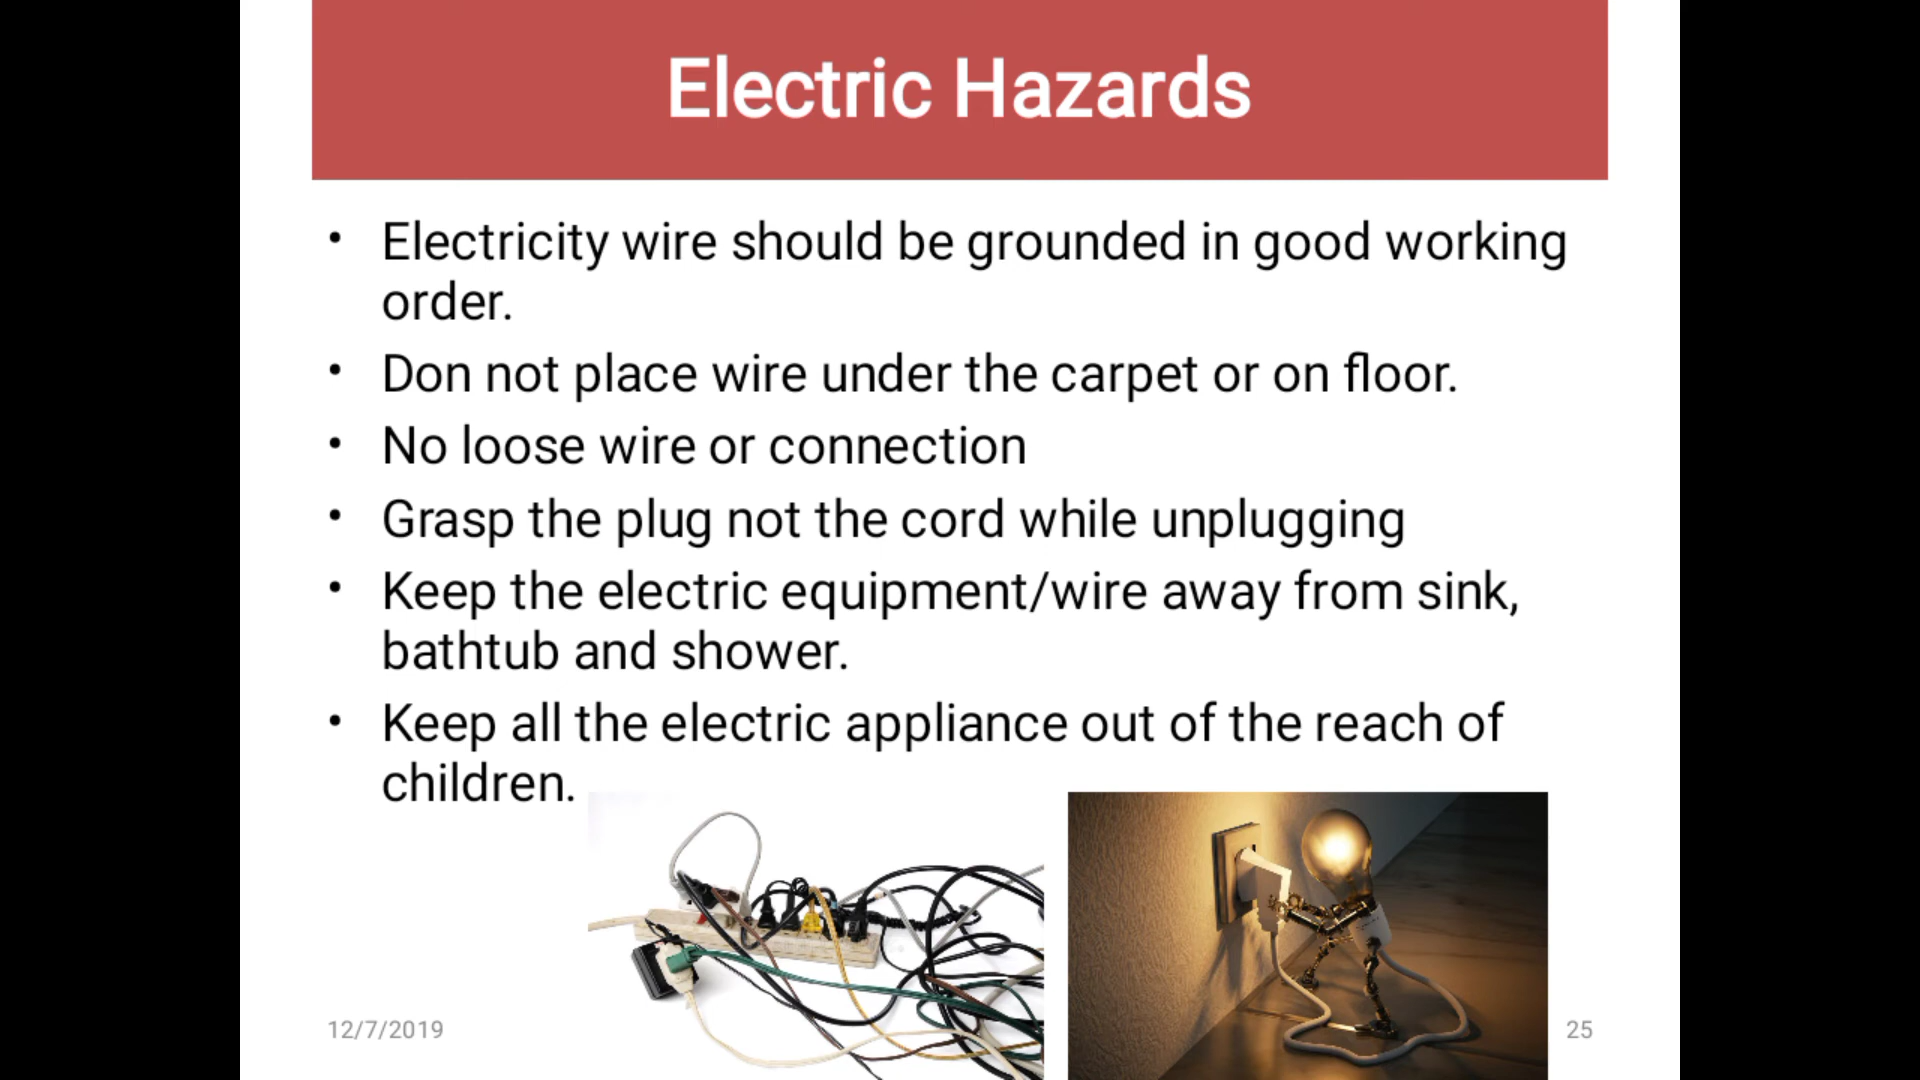 Electric Hazards
• Electricity wire should be grounded in good working
order.
• Don not place wire under the carpet or on floor.
• No loose wire or connection
• Grasp the plug not the cord while unplugging
• Keep the electric equipment/wire away from sink,
bathtub and shower.
• Keep all the electric appliance out of the reach of
children.
12/7/2019
25